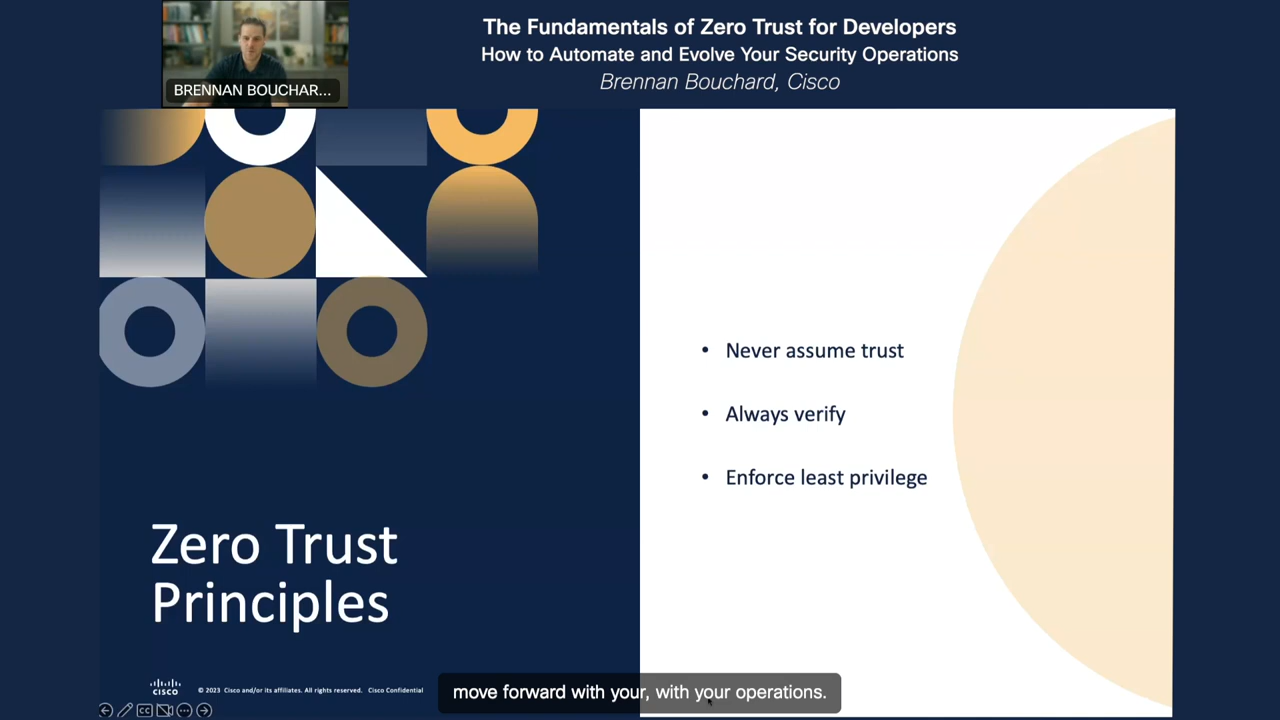 The Fundamentals of Zero Trust for Developers
How to Automate and Evolve Your Security Operations
Brennan Bouchard, Cisco
BRENNAN BOUCHAR...
• Never assume trust
• Always verify
• Enforce least privilege
Zero Trust
Principles
CISCO
© 2023 Cisco and/or its affiliates. All rights reserved. Cisco Confidential
move forward with your, with your operations.
CC